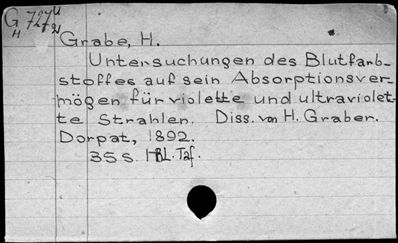 G 727 u
H 21
Grabe, H.
Untersuchungen des Blutfarb-
stoffes auf sein Absorptionsver-
mögen für violette und ultraviolet-
te Strahlen. Diss. von H. Graber.
Dorpat, 1892.
35 S. 1 Bl. Taf.